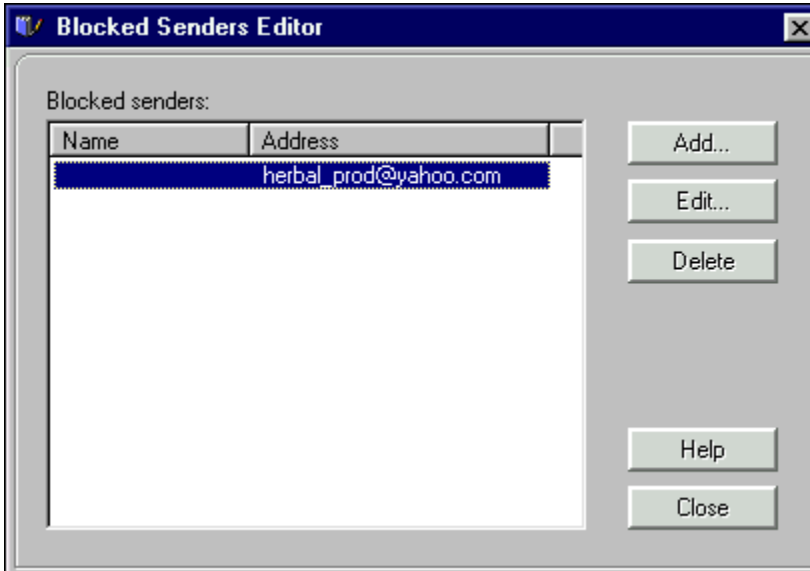 Blocked Senders Editor
Blocked senders:
Name Address
herbal_prod@yahoo.com
Add...
Edit...
Delete
Help
Close